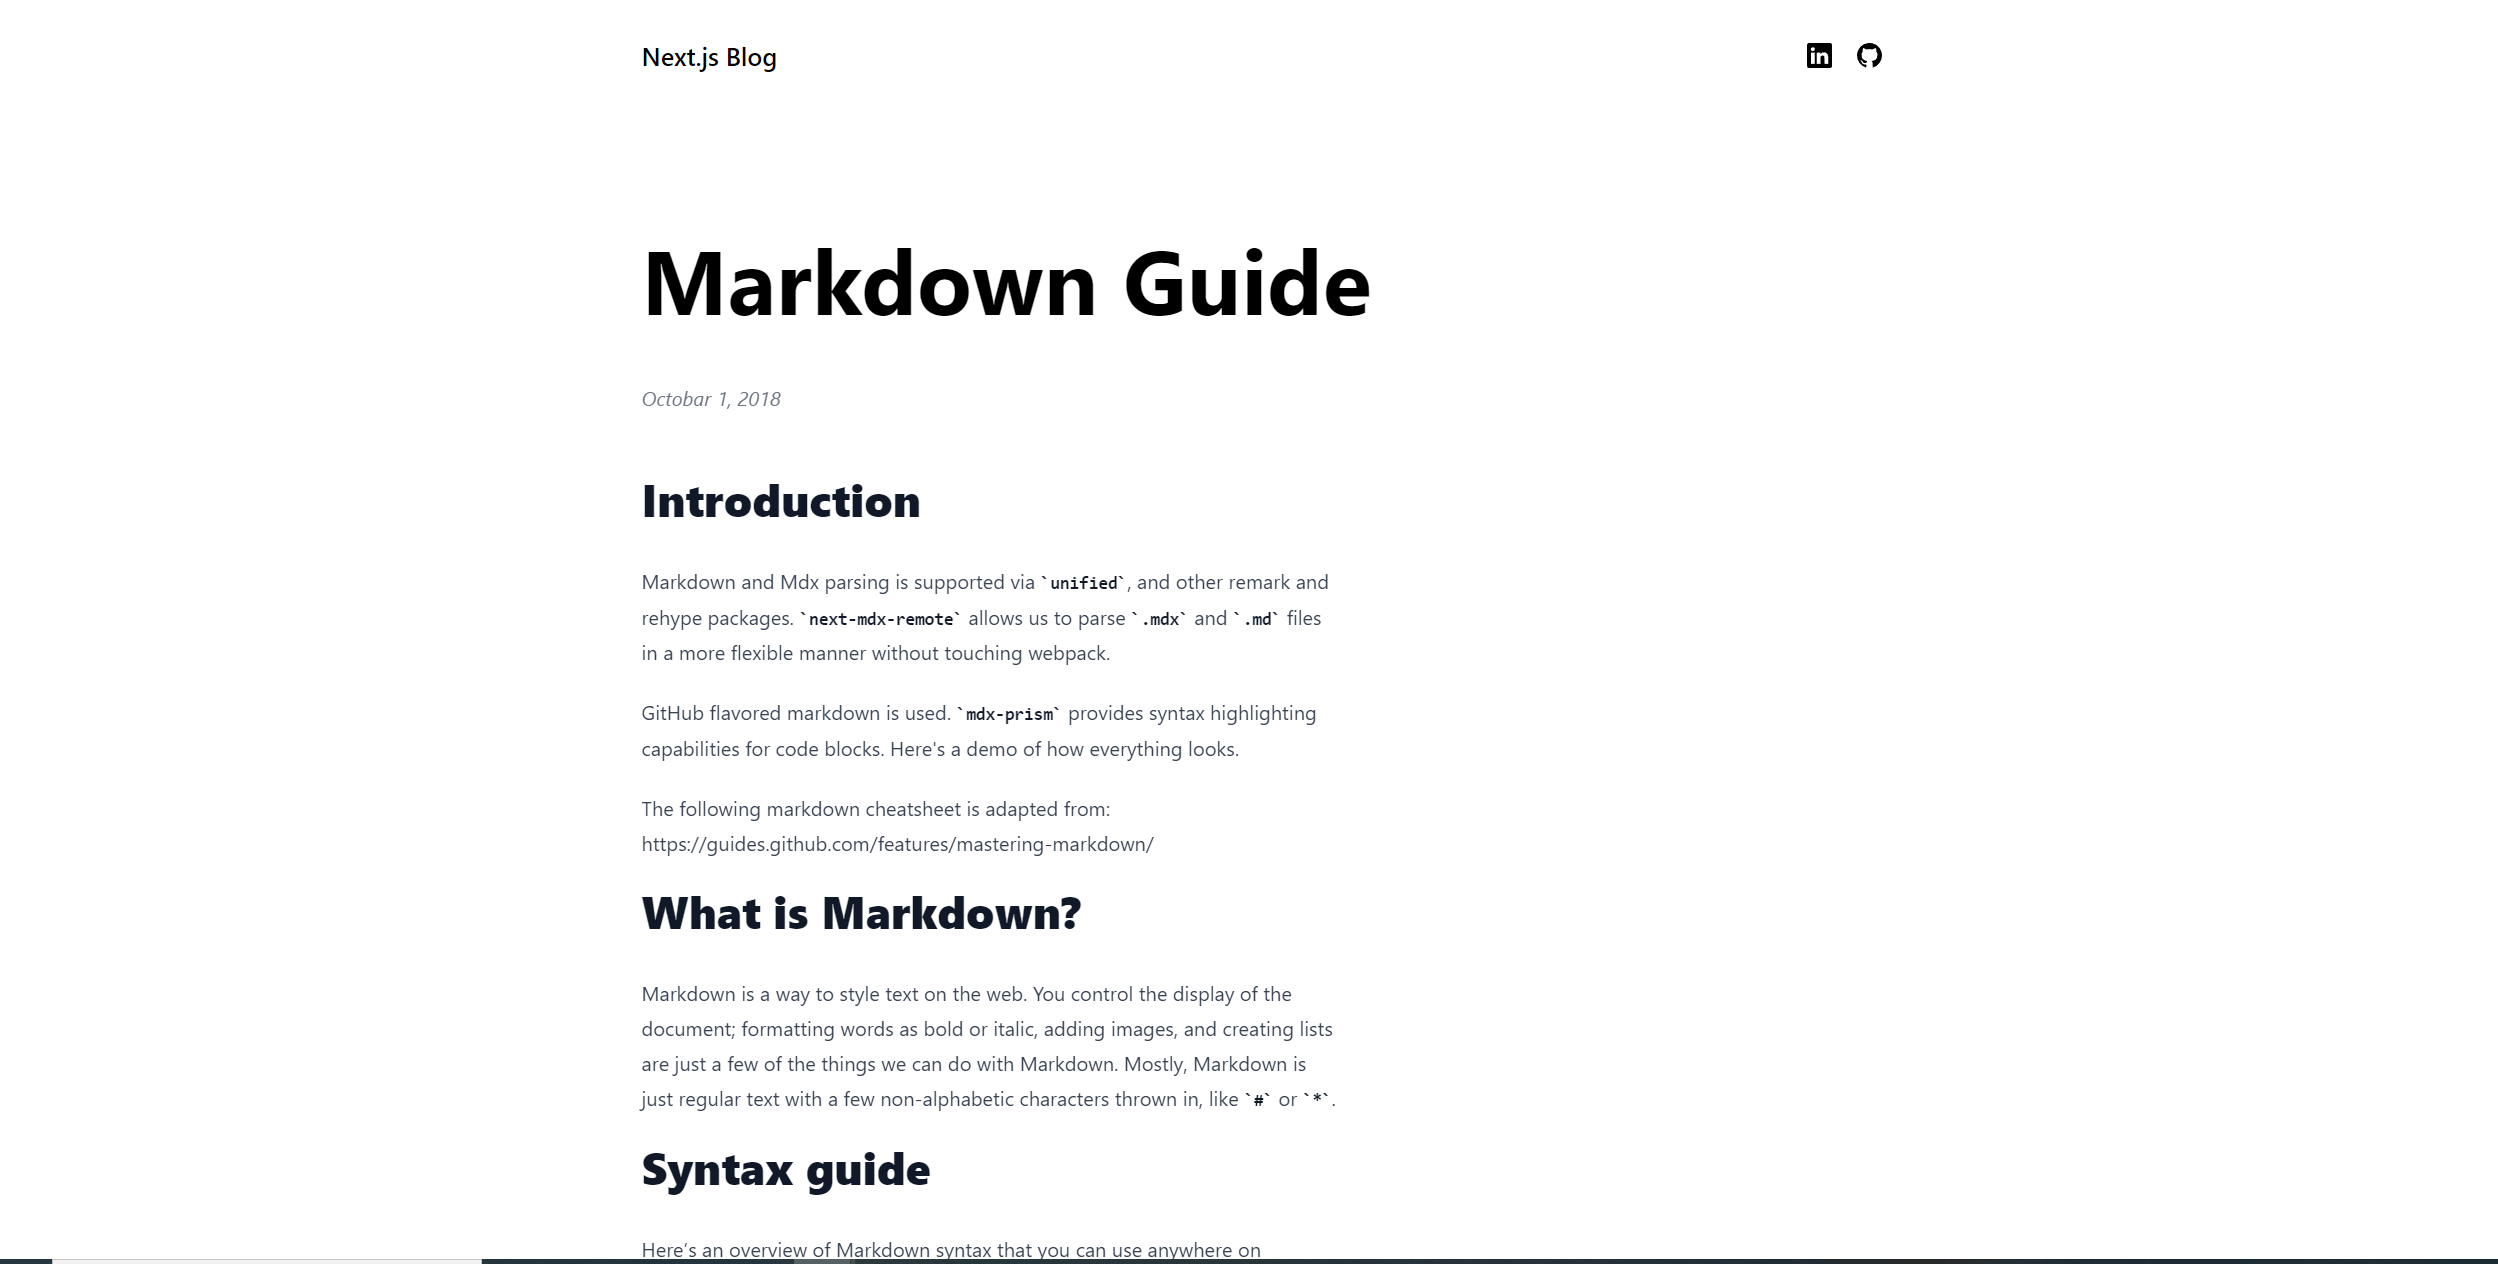 Next.js Blog
Markdown Guide
Octobar 1, 2018
Introduction
Markdown and Mdx parsing is supported via `unified`, and other remark and
rehype packages. `next-mdx-remote` allows us to parse `.mdx` and `.md` files
in a more flexible manner without touching webpack.
GitHub flavored markdown is used. `mdx-prism` provides syntax highlighting
capabilities for code blocks. Here's a demo of how everything looks.
The following markdown cheatsheet is adapted from:
https://guides.github.com/features/mastering-markdown/
What is Markdown?
Markdown is a way to style text on the web. You control the display of the
document; formatting words as bold or italic, adding images, and creating lists
are just a few of the things we can do with Markdown. Mostly, Markdown is
just regular text with a few non-alphabetic characters thrown in, like `#` or `*`.
Syntax guide
Here’s an overview of Markdown syntax that you can use anywhere on